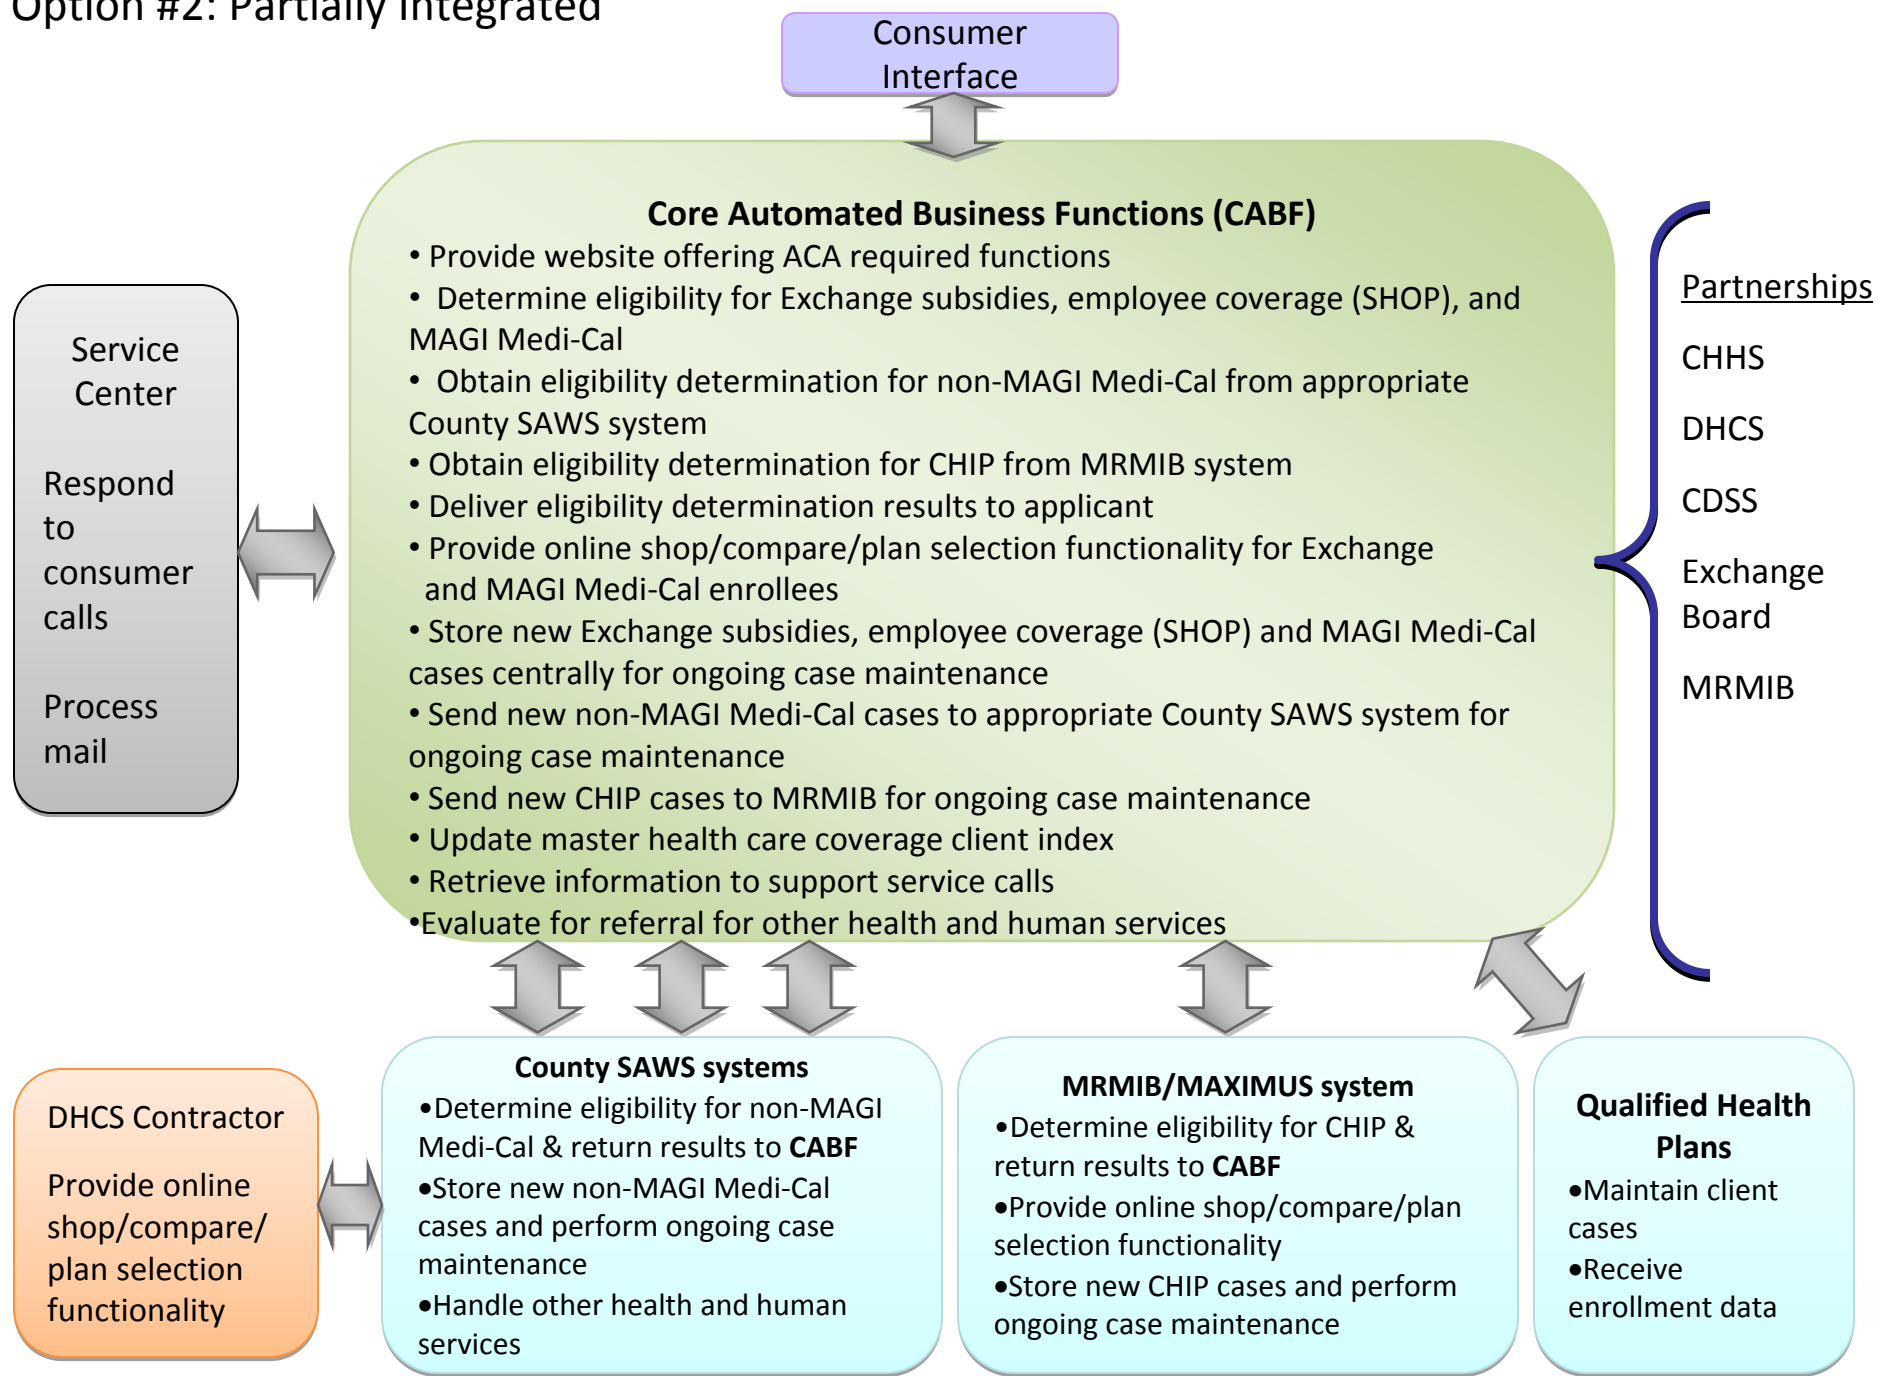 Option #2: Partially Integrated
Consumer
Interface
Core Automated Business Functions (CABF)
• Provide website offering ACA required functions
• Determine eligibility for Exchange subsidies, employee coverage (SHOP), and
MAGI Medi-Cal
• Obtain eligibility determination for non-MAGI Medi-Cal from appropriate
County SAWS system
• Obtain eligibility determination for CHIP from MRMIB system
• Deliver eligibility determination results to applicant
• Provide online shop/compare/plan selection functionality for Exchange
and MAGI Medi-Cal enrollees
• Store new Exchange subsidies, employee coverage (SHOP) and MAGI Medi-Cal
cases centrally for ongoing case maintenance
• Send new non-MAGI Medi-Cal cases to appropriate County SAWS system for
ongoing case maintenance
• Send new CHIP cases to MRMIB for ongoing case maintenance
• Update master health care coverage client index
• Retrieve information to support service calls
•Evaluate for referral for other health and human services
Service
Center
Respond
to
consumer
calls
Process
mail
Partnerships
CHHS
DHCS
CDSS
Exchange
Board
MRMIB
DHCS Contractor
Provide online
shop/compare/
plan selection
functionality
County SAWS systems
•Determine eligibility for non-MAGI
Medi-Cal & return results to CABF
•Store new non-MAGI Medi-Cal
cases and perform ongoing case
maintenance
•Handle other health and human
services
MRMIB/MAXIMUS system
•Determine eligibility for CHIP &
return results to CABF
•Provide online shop/compare/plan
selection functionality
•Store new CHIP cases and perform
ongoing case maintenance
Qualified Health
Plans
•Maintain client
cases
•Receive
enrollment data